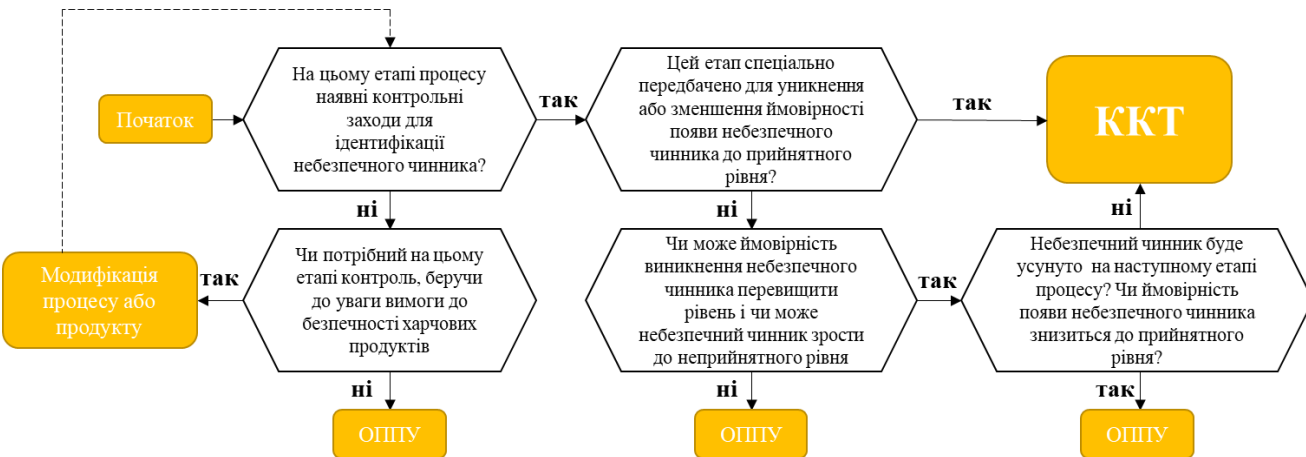 Початок
На цьому етапі процесу
наявні контрольні
заходи для
ідентифікації
небезпечного чинника?
так
Цей етап спеціально
передбачено для уникнення
або зменшення ймовірності
появи небезпечного
чинника до прийнятного
рівня?
так
ККТ
ні
ні
ні
Модифікація
процесу або
продукту
так
Чи потрібний на цьому
етапі контроль, беручи
до уваги вимоги до
безпечності харчових
продуктів
Чи може ймовірність
виникнення небезпечного
чинника перевищити
рівень і чи може
небезпечний чинник зрости
до неприйнятного рівня
так
Небезпечний чинник буде
усунуто на наступному етапі
процесу? Чи ймовірність
появи небезпечного чинника
знизиться до прийнятного
рівня?
ні
ні
так
ОППУ
ОППУ
ОППУ